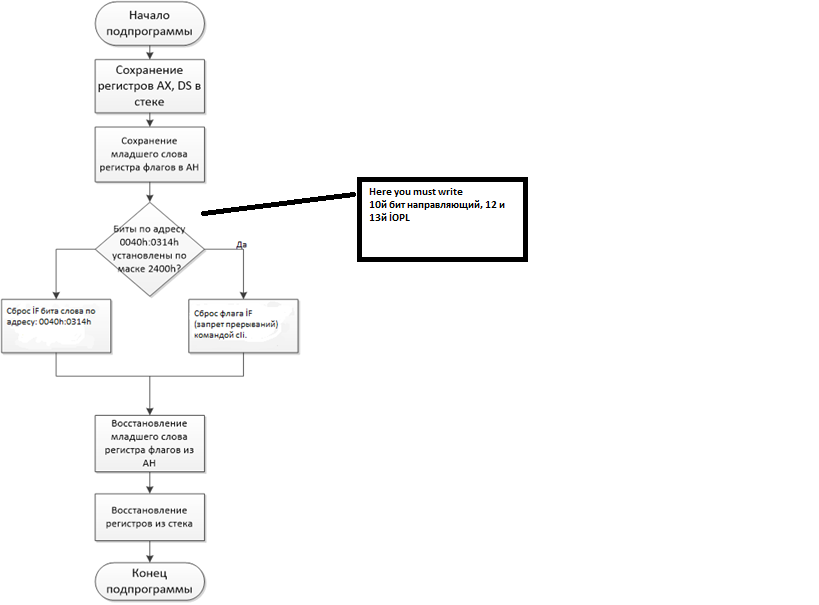 Начало
подпрограммы
Сохранение
регистров AX, DS в
стеке
Сохранение
младшего слова
регистра флагов в AH
Here you must write
10й бит направляющий, 12 и
13й İOPL
Биты по адресу
0040h:0314h
установлены по
маске 2400h?
Да
Сброс İF бита слова по
адресу: 0040h:0314h
Сброс флага İF
(запрет прерываний)
командой cli.
Восстановление
младшего слова
регистра флагов из
AH
Восстановление
регистров из стека
Конец
подпрограммы